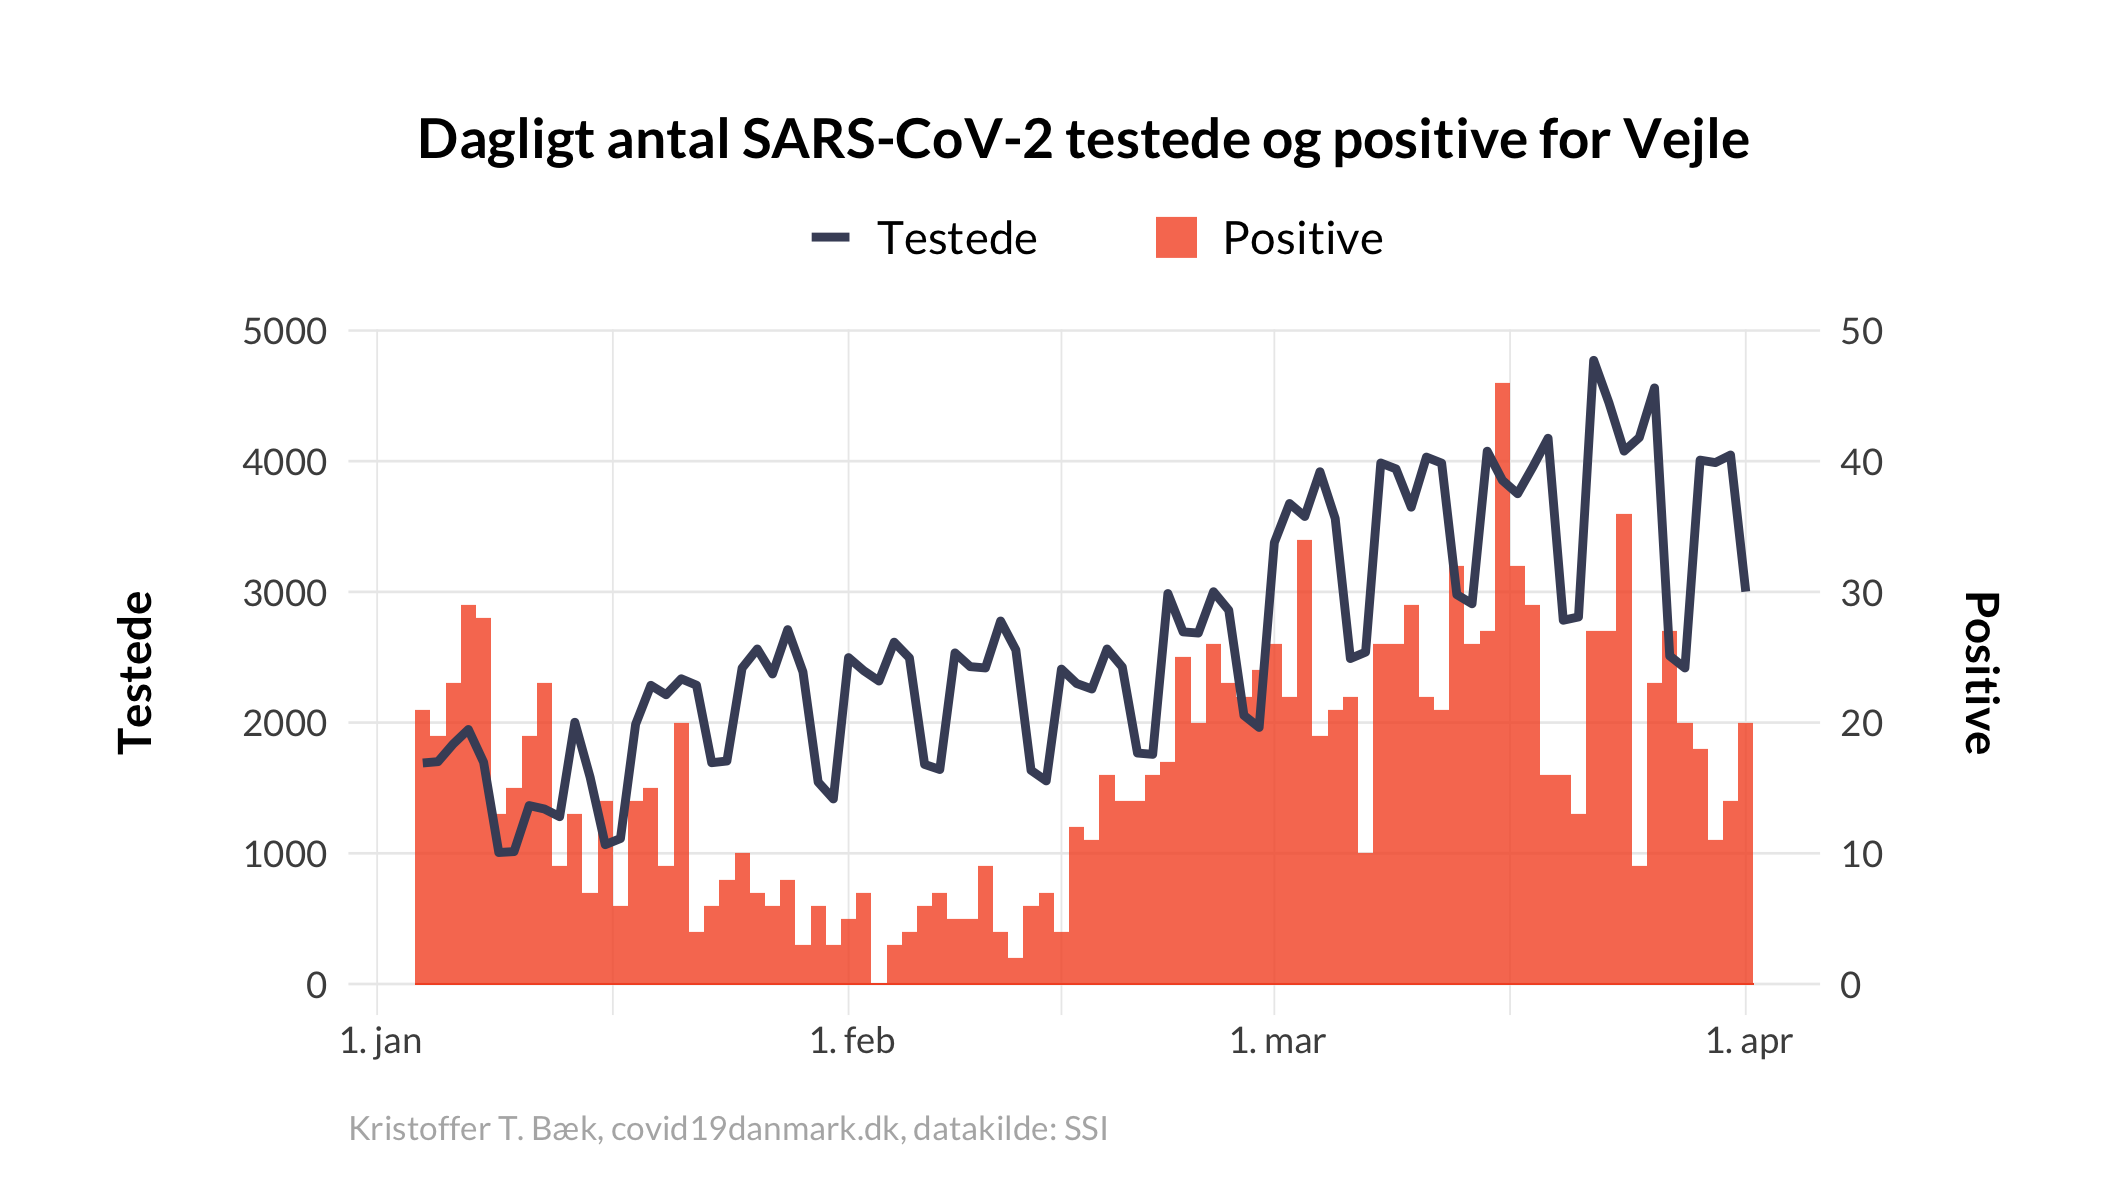 Dagligt antal SARS-CoV-2 testede og positive for Vejle
Testede
Positive
5000
4000
3000
2000
1000
0
50
40
30
20
10
0
Testede
Positive
1. jan
1. feb
1. mar
1. apr
Kristoffer T. Bæk, covid19danmark.dk, datakilde: SSI